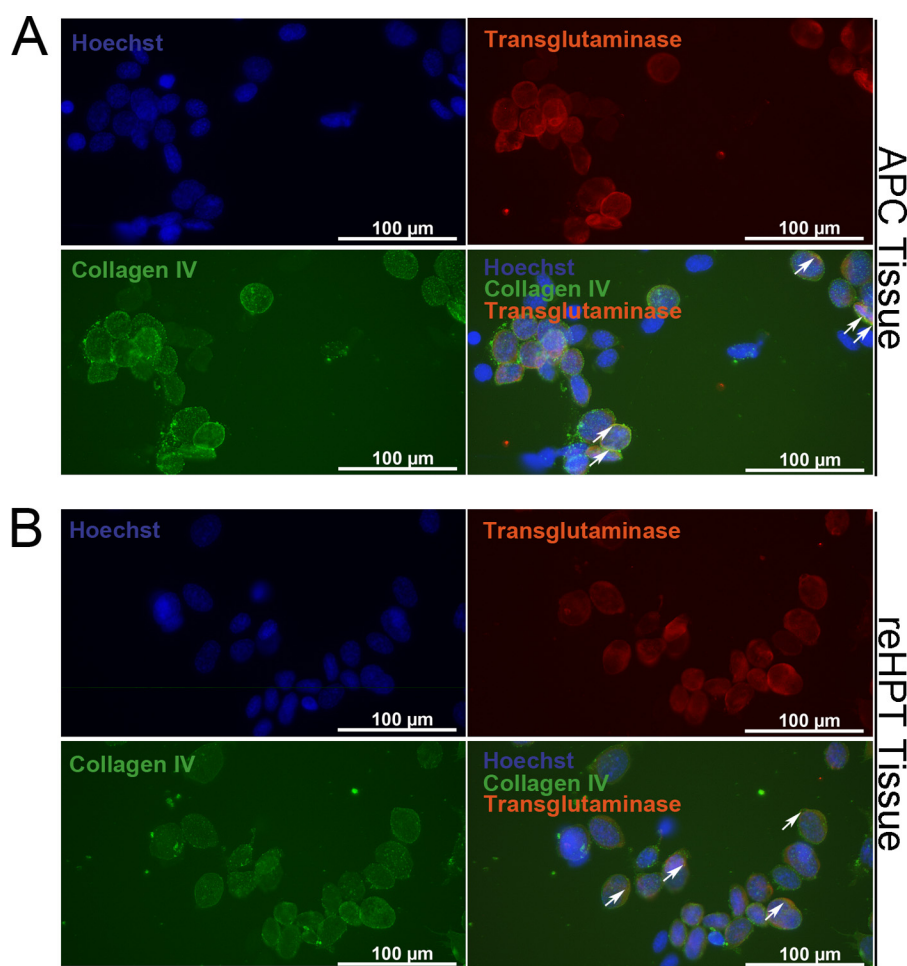 A
Hoechst
100 µm
Transglutaminase
100 µm
Collagen IV
100 µm
Hoechst
Collagen IV
Transglutaminase
100 µm
APC Tissue
B
Hoechst
100 µm
Transglutaminase
100 µm
Collagen IV
100 µm
Hoechst
Collagen IV
Transglutaminase
100 µm
reHPT Tissue